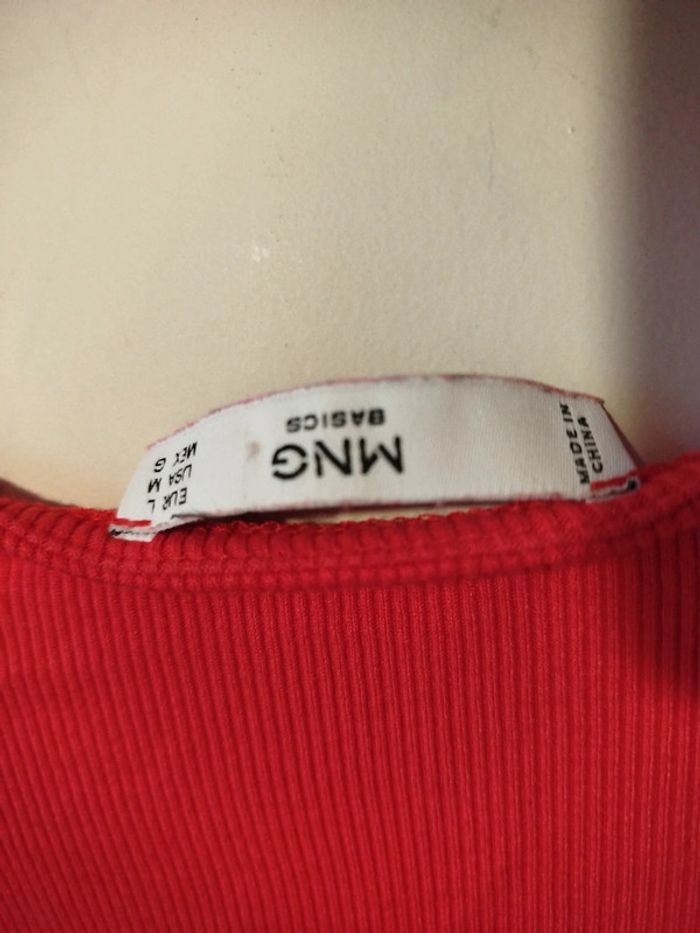 MNG
BASICS
EUR L
USA M
MEX G
MADE IN
CHINA